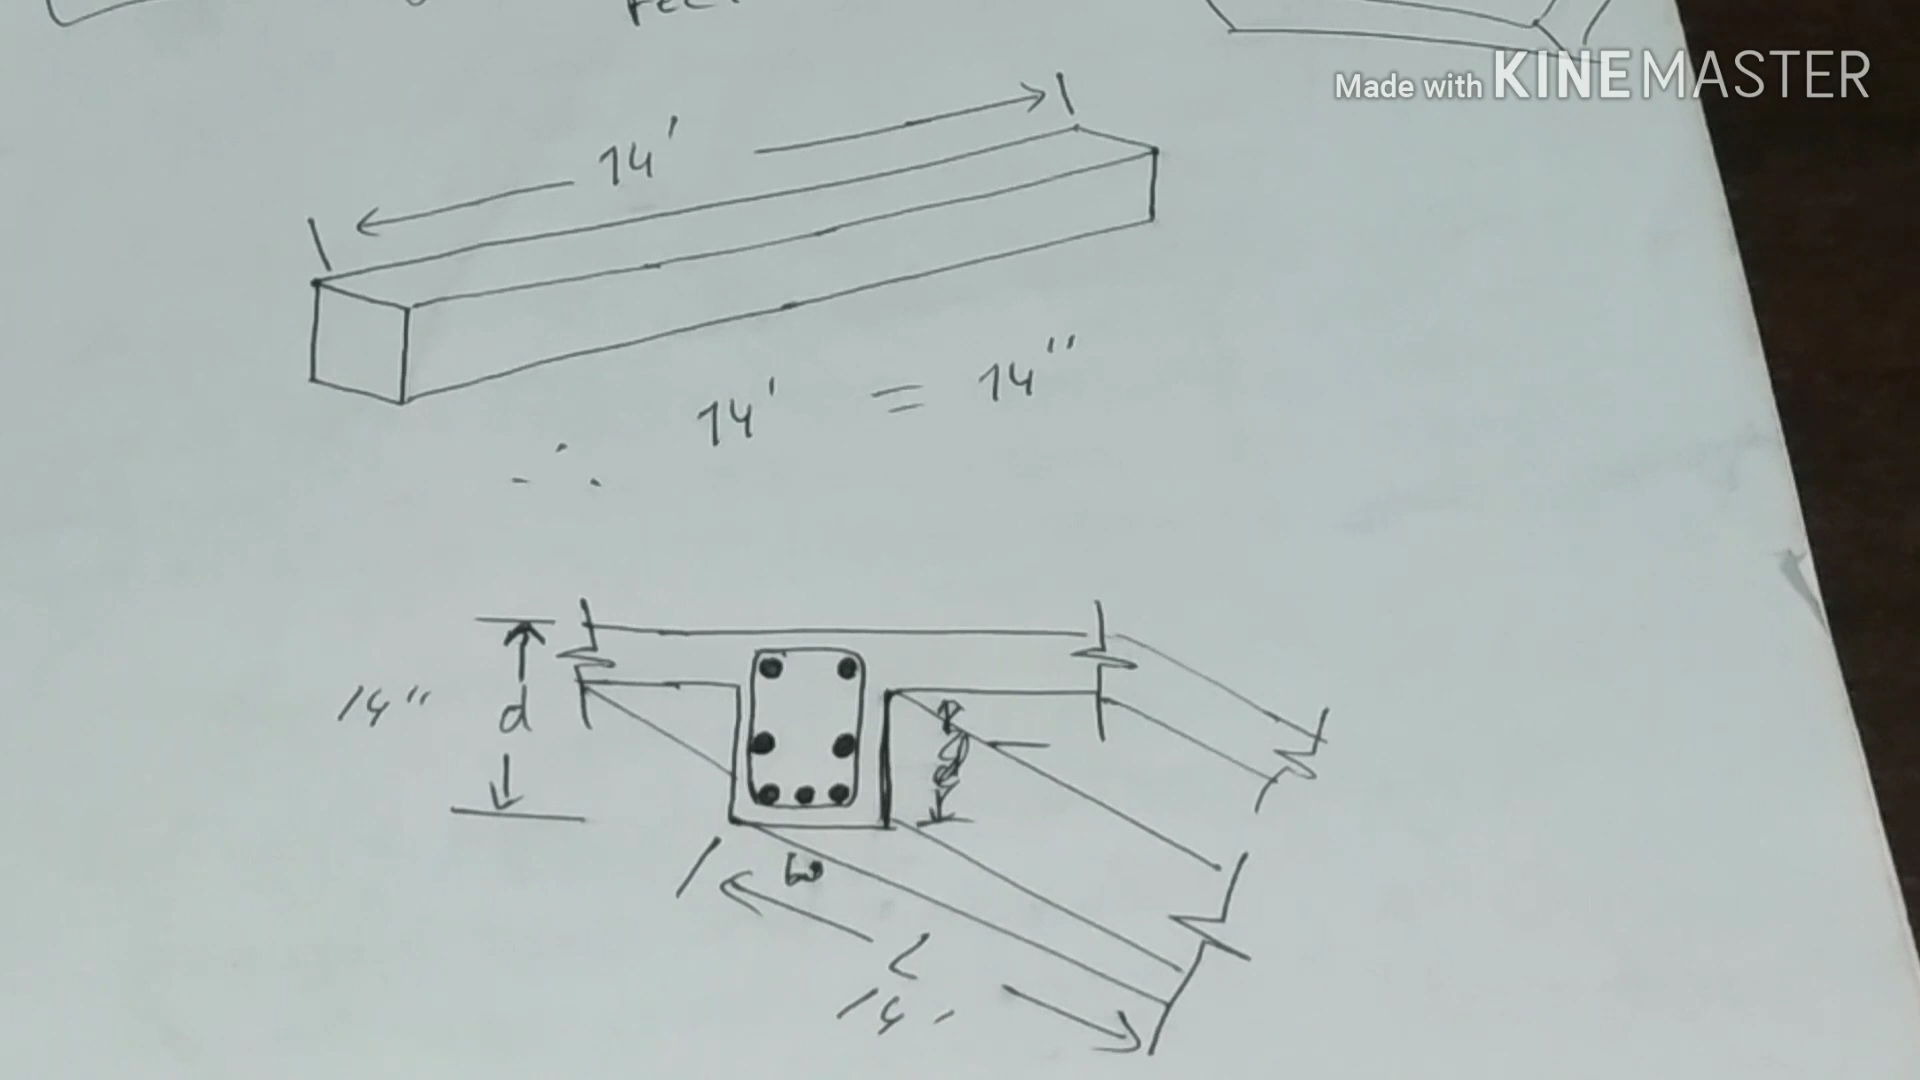 Made with KINEMASTER
14'
∴ 14' = 14"
14"
d
L
14'